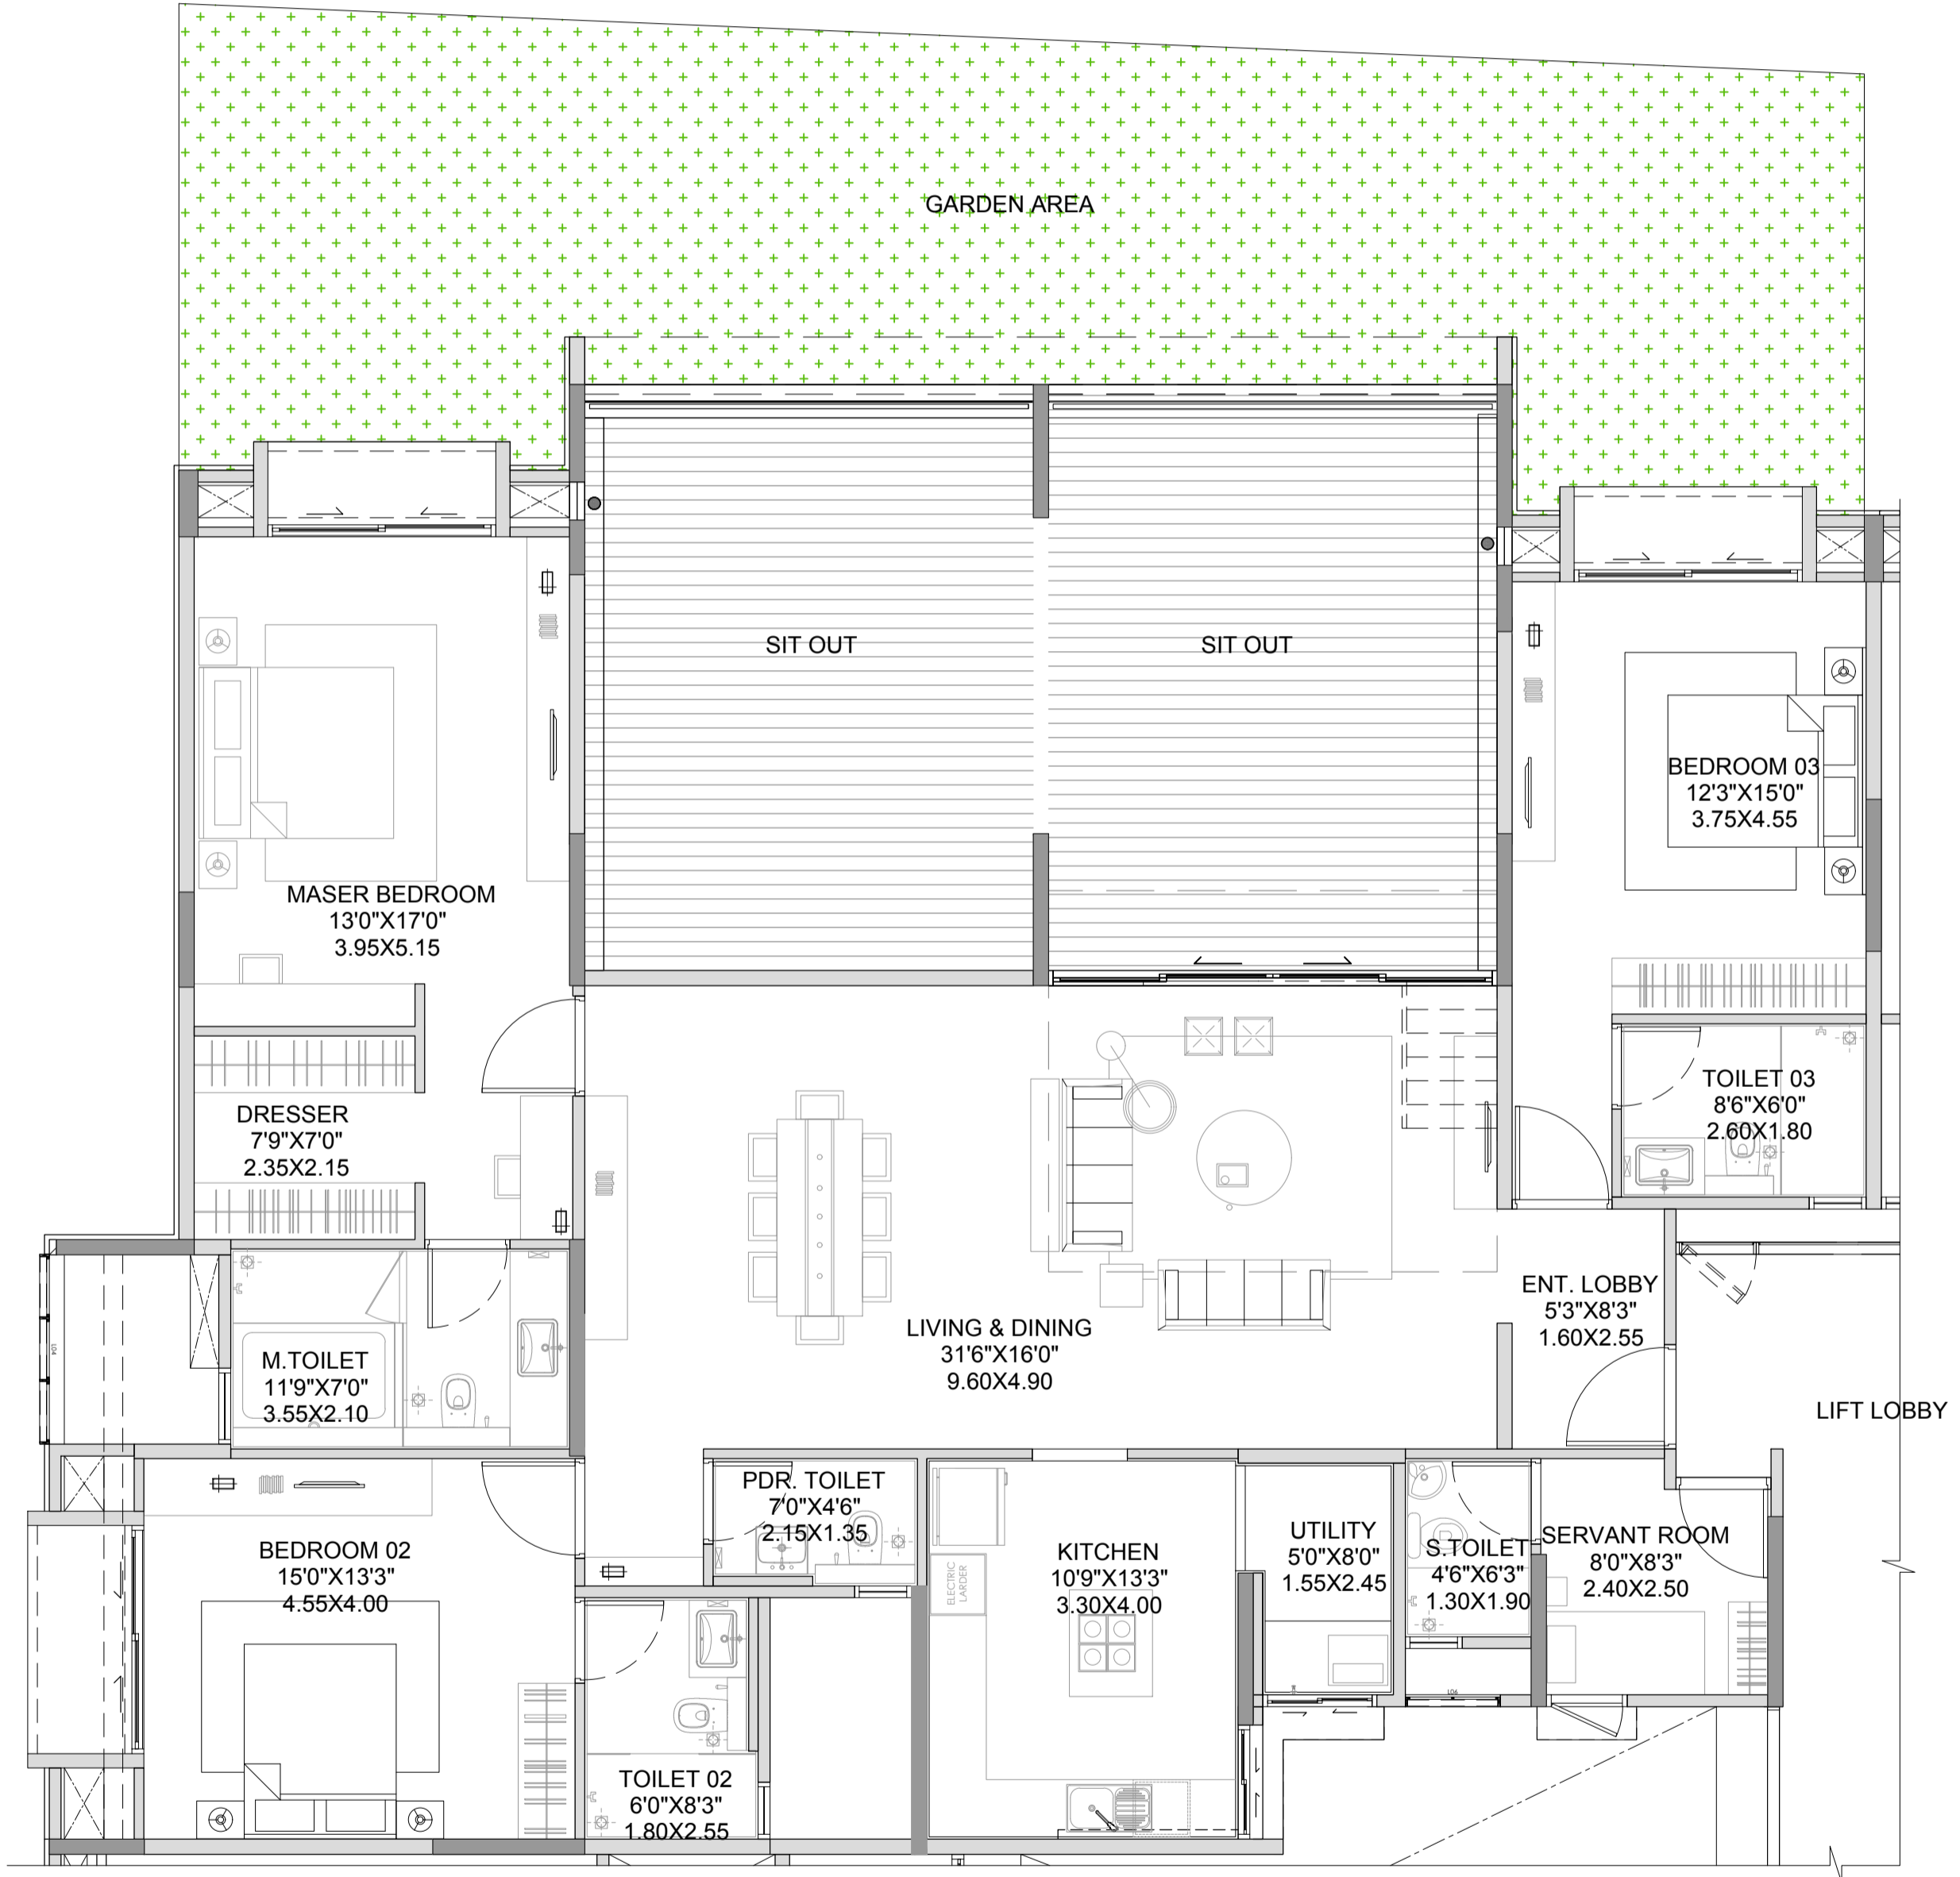 GARDEN AREA
SIT OUT
SIT OUT
BEDROOM 03
12'3"X15'0"
3.75X4.55
MASER BEDROOM
13'0"X17'0"
3.95X5.15
DRESSER
7'9"X7'0"
2.35X2.15
TOILET 03
8'6"X6'0"
2.60X1.80
ENT. LOBBY
5'3"X8'3"
1.60X2.55
LIVING & DINING
31'6"X16'0"
9.60X4.90
M.TOILET
11'9"X7'0"
3.55X2.10
L04
LIFT LOBBY
PDR. TOILET
7'0"X4'6"
2.15X1.35
BEDROOM 02
15'0"X13'3"
4.55X4.00
KITCHEN
10'9"X13'3"
3.30X4.00
ELECTRIC
LARDER
UTILITY
5'0"X8'0"
1.55X2.45
S.TOILET
4'6"X6'3"
1.30X1.90
SERVANT ROOM
8'0"X8'3"
2.40X2.50
L06
TOILET 02
6'0"X8'3"
1.80X2.55